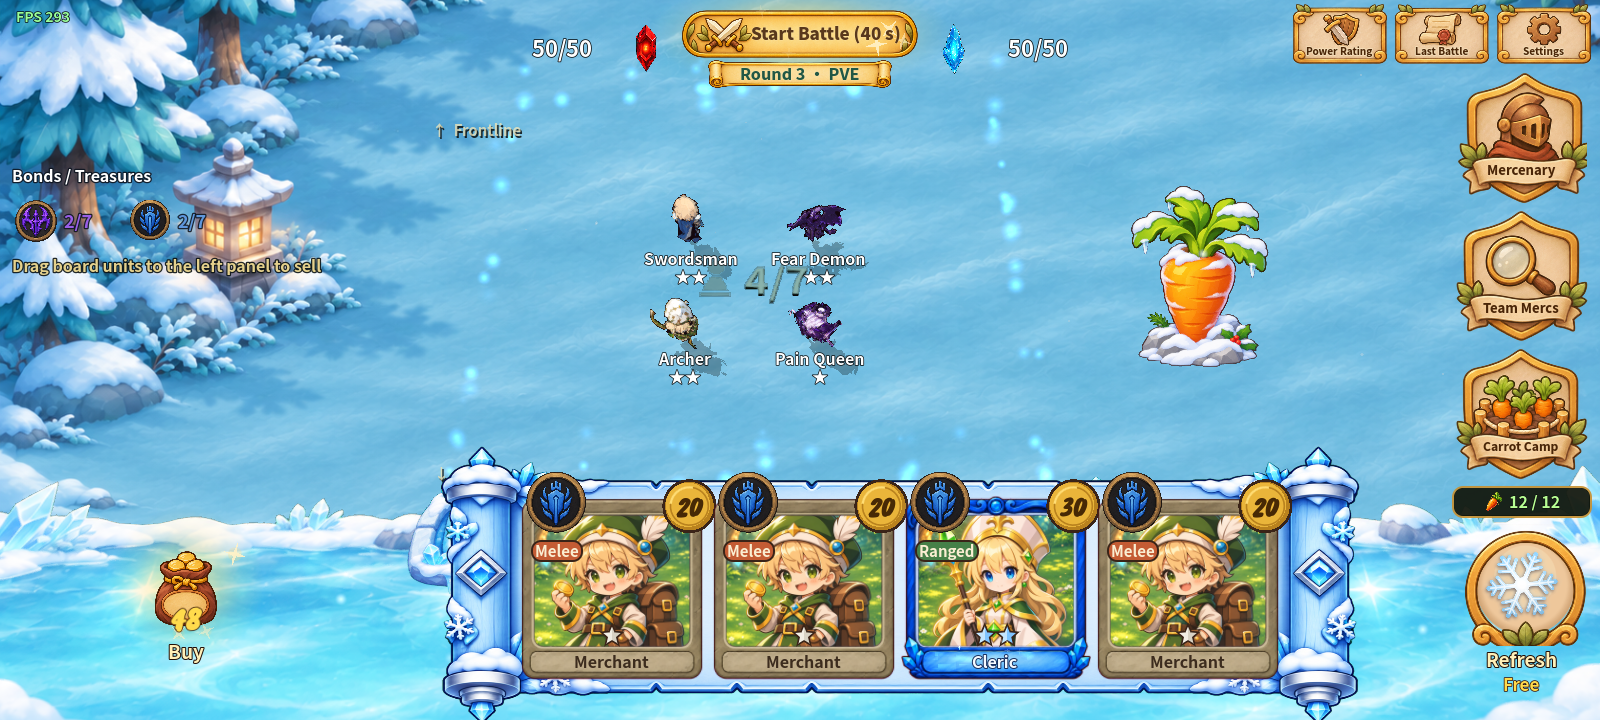 FPS 293
50/50
Start Battle (40 s)
50/50
Round 3 • PVE
Power Rating
Last Battle
Settings
↑ Frontline
Bonds / Treasures
2/7
2/7
Drag board units to the left panel to sell
Mercenary
Swordsman
Fear Demon
4/7
Team Mercs
Archer
Pain Queen
Carrot Camp
12 / 12
20
20
30
20
Melee
Melee
Ranged
Melee
48
Buy
Merchant
Merchant
Cleric
Merchant
Refresh
Free